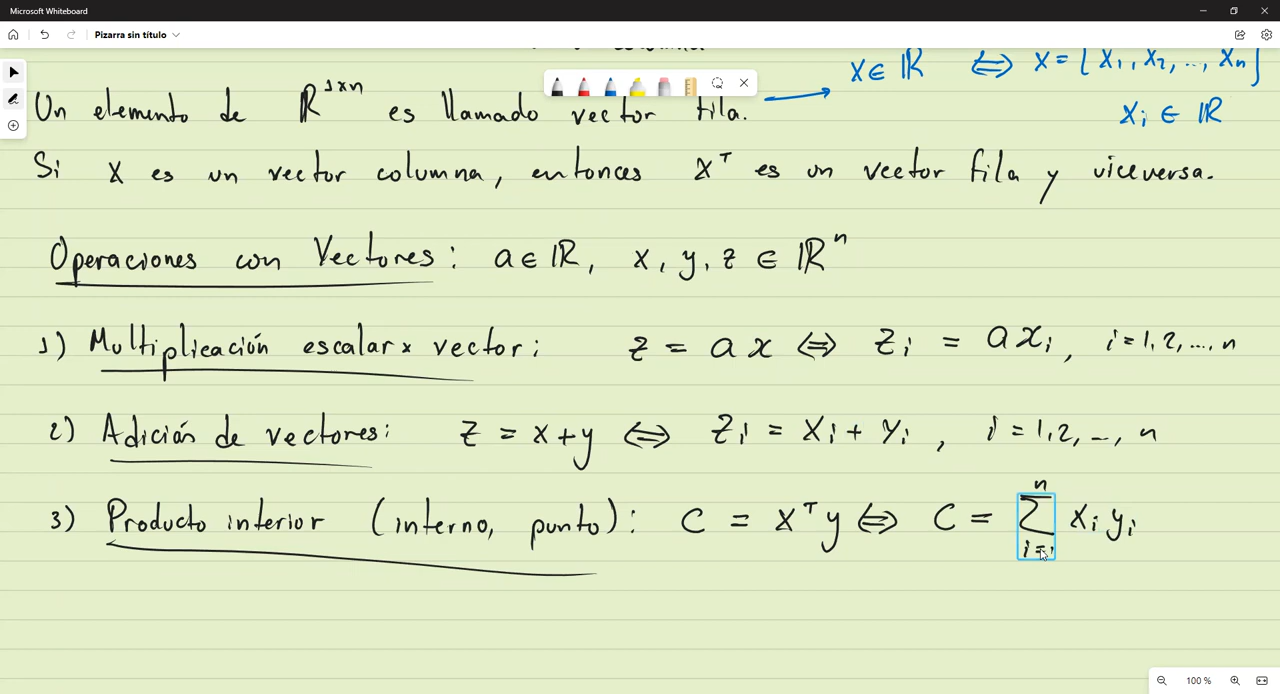 Microsoft Whiteboard
Pizarra sin título
x ∈ ℝ ⟺ x = [x₁, x₂, ..., xₙ]
Un elemento de ℝ¹ˣⁿ es llamado vector fila. → xᵢ ∈ ℝ
Si x es un vector columna, entonces xᵀ es un vector fila y viceversa.
Operaciones con Vectores: a ∈ ℝ, x, y, z ∈ ℝⁿ
1) Multiplicación escalar x vector: z = ax ⟺ zᵢ = axᵢ, i = 1, 2, ..., n
2) Adición de vectores: z = x + y ⟺ zᵢ = xᵢ + yᵢ, i = 1, 2, ..., n
3) Producto interior (interno, punto): c = xᵀy ⟺ c = ∑ᵢ₌₁ⁿ xᵢyᵢ
100 %